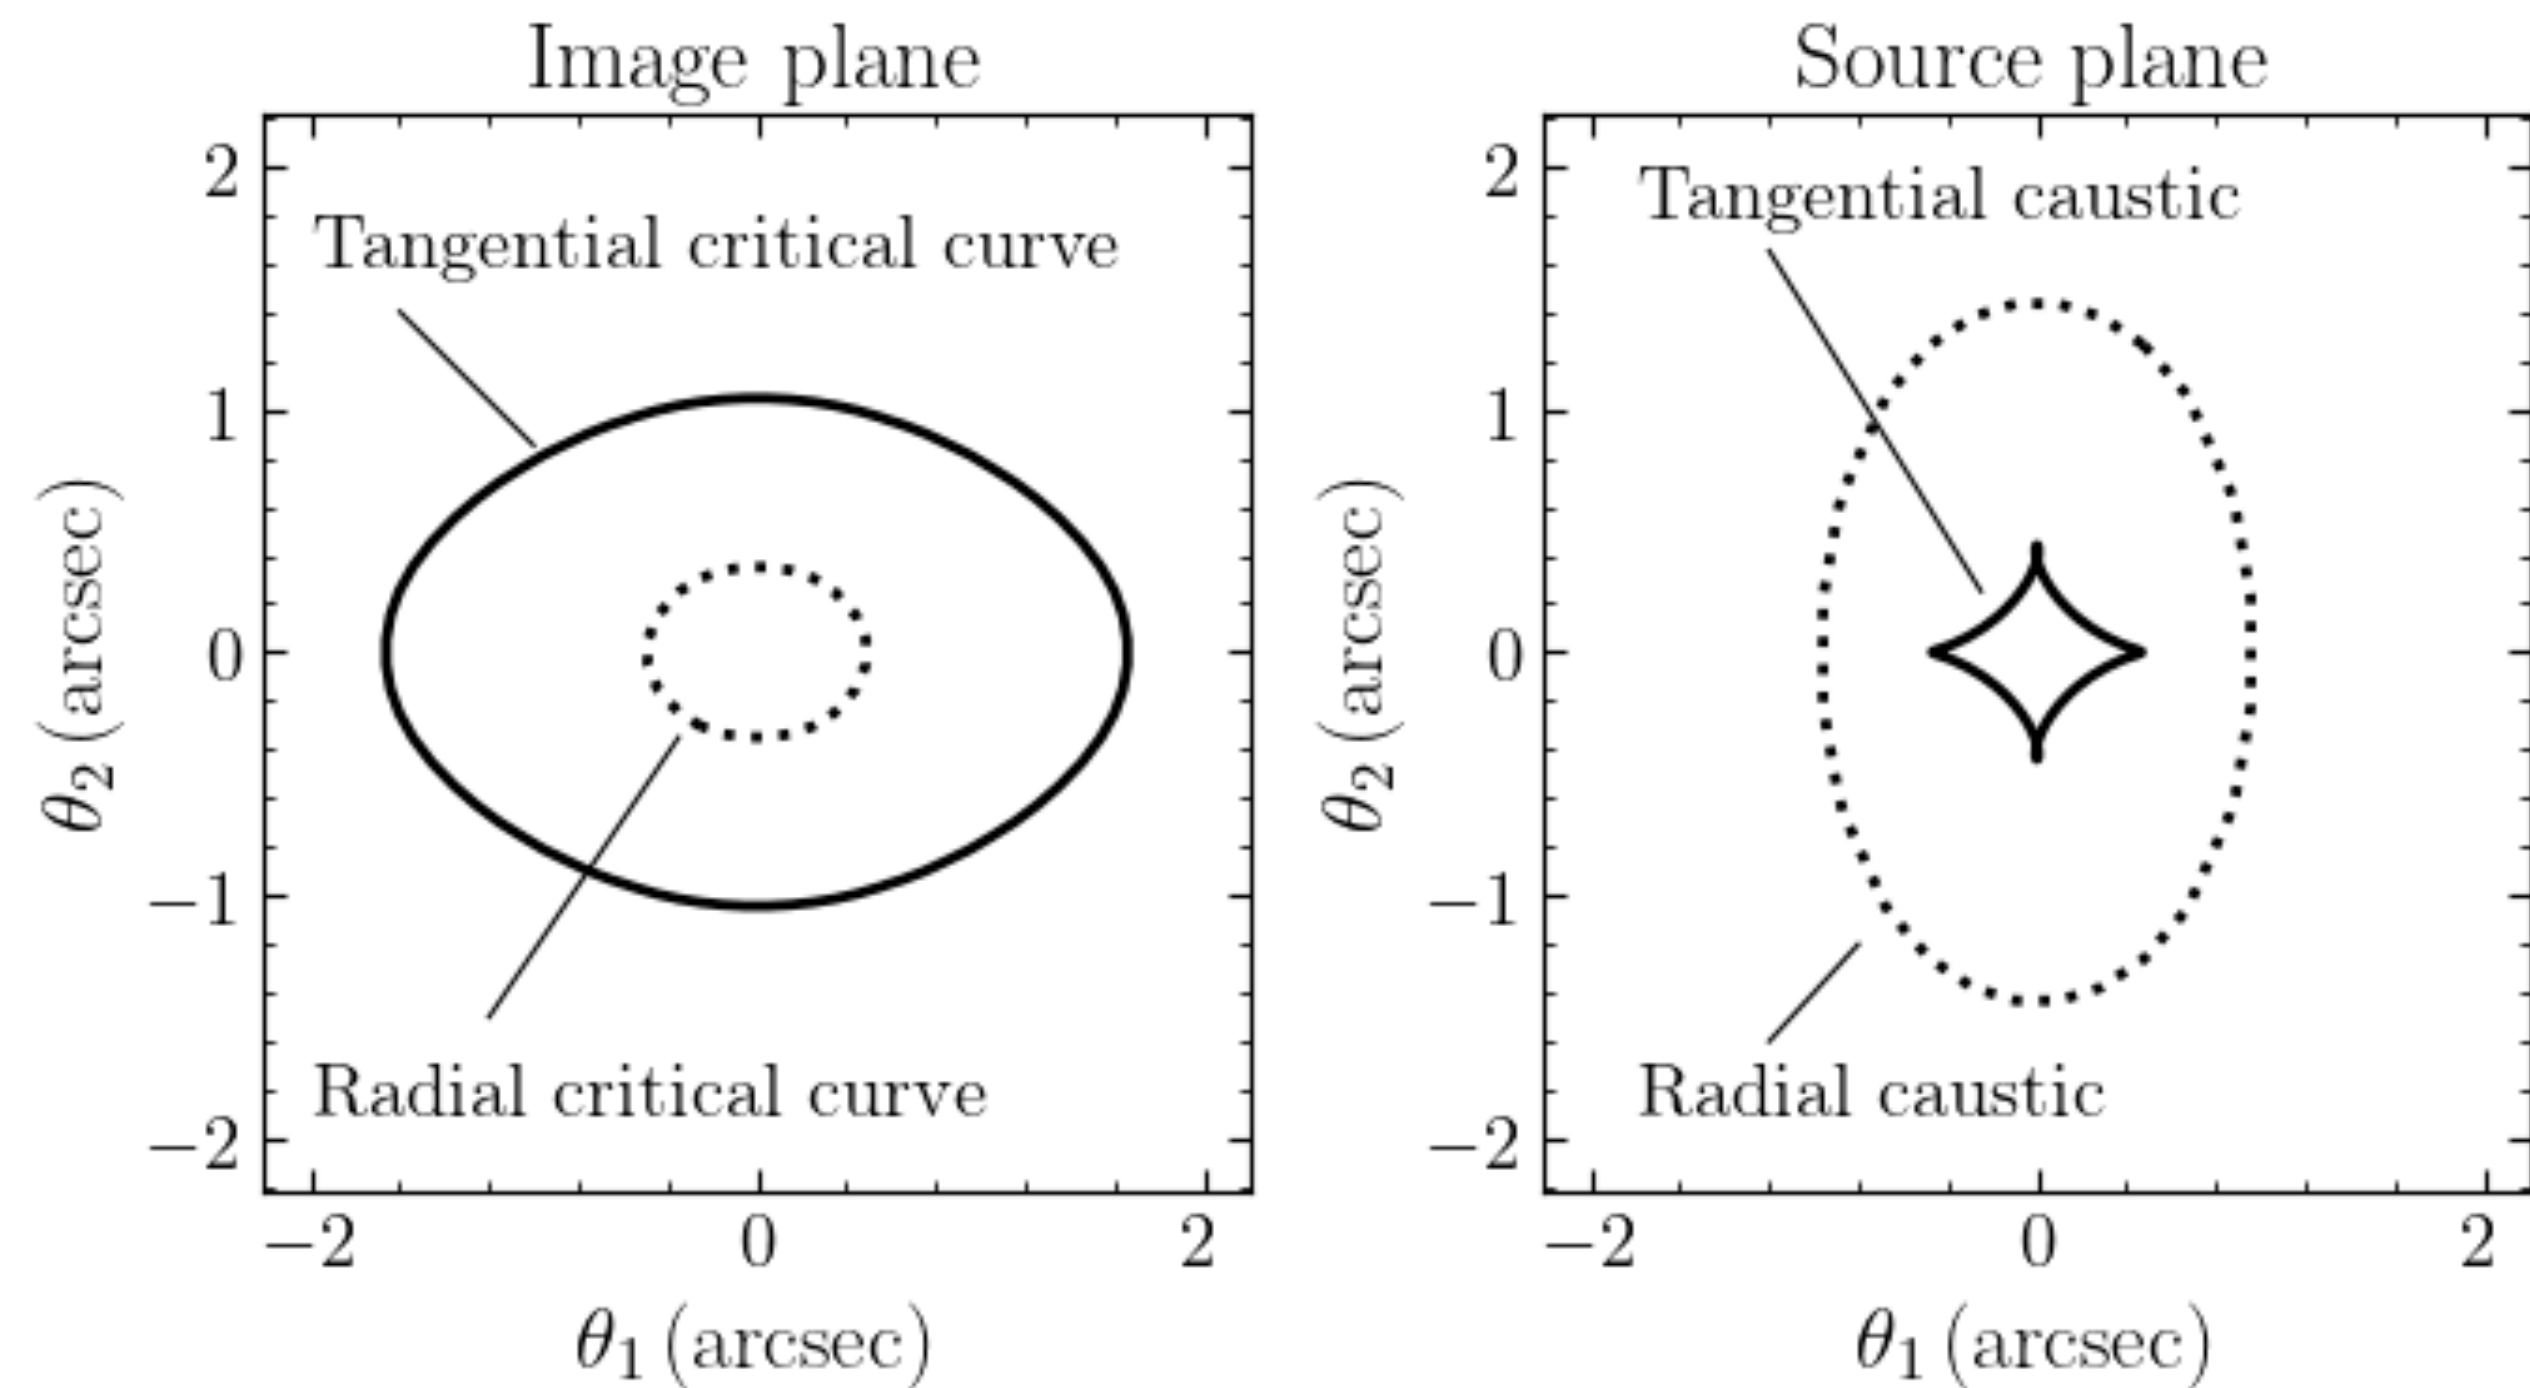 Image plane
2
Tangential critical curve
1
0
−1
Radial critical curve
−2
−2 0 2
θ1 (arcsec)
θ2 (arcsec)
Source plane
2
Tangential caustic
1
0
−1
Radial caustic
−2
−2 0 2
θ1 (arcsec)
θ2 (arcsec)